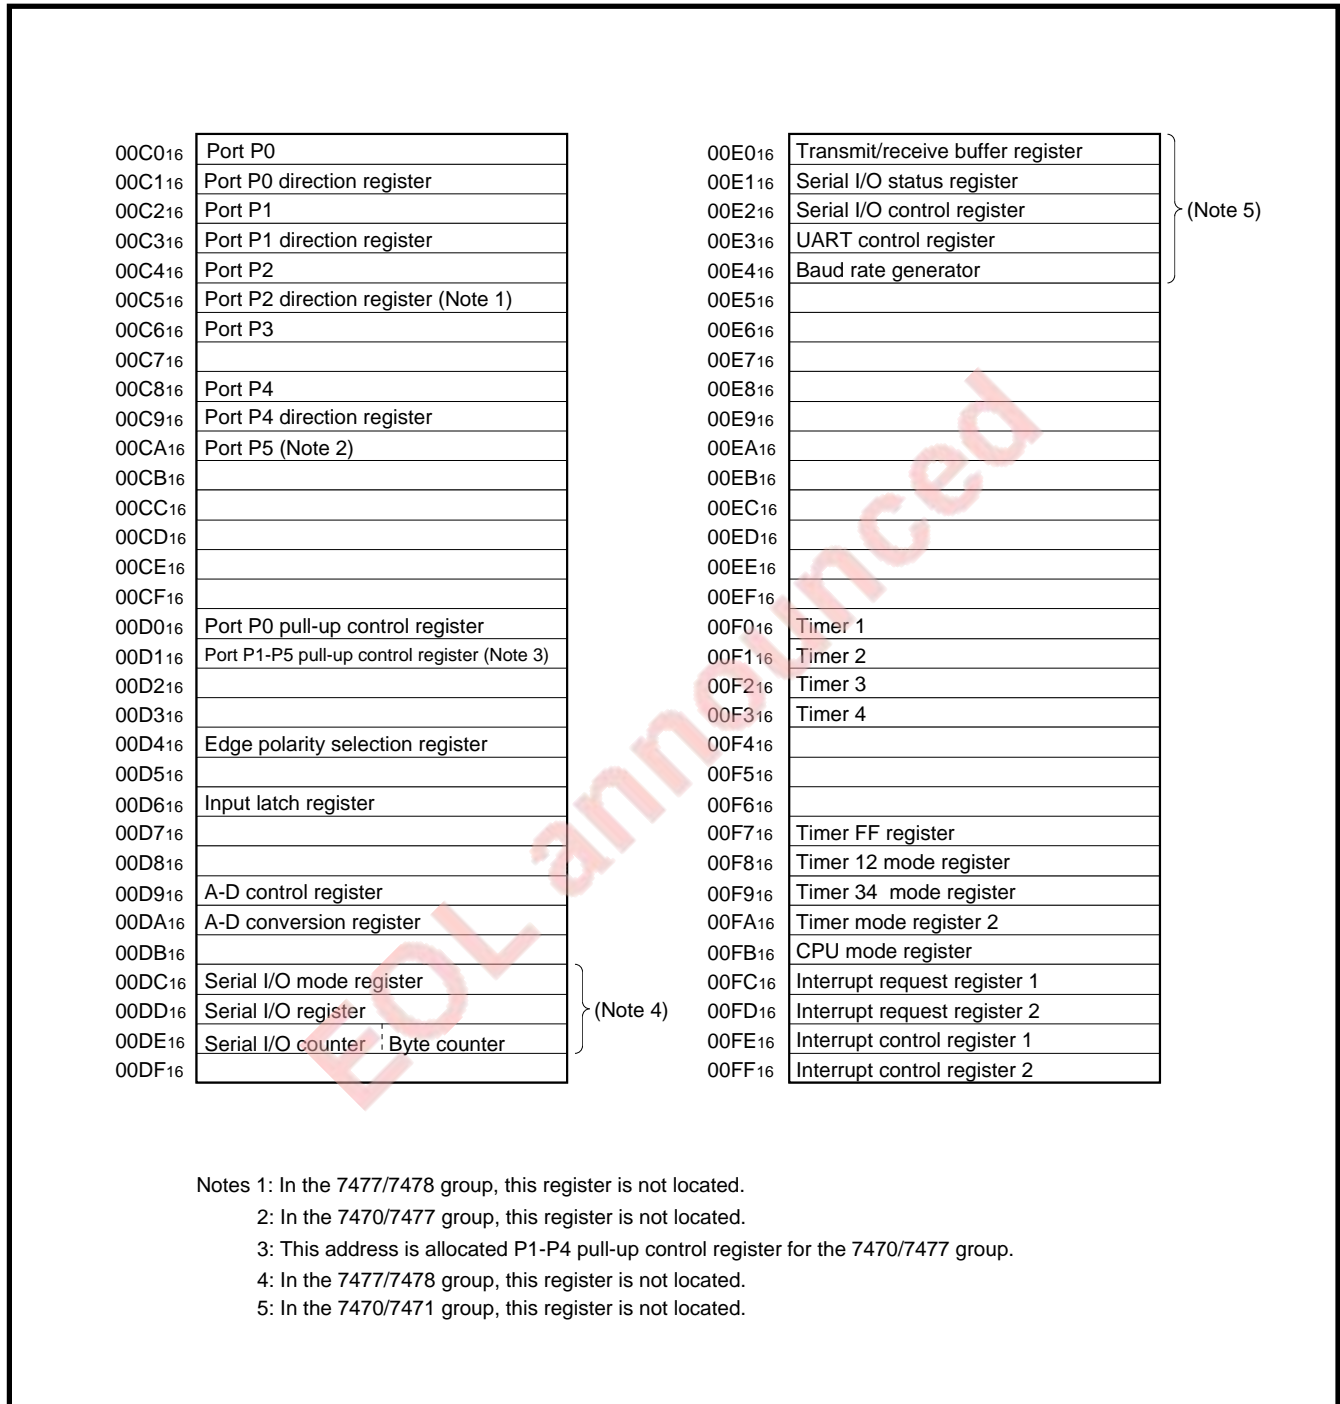 00C016 Port P0
00C116 Port P0 direction register
00C216 Port P1
00C316 Port P1 direction register
00C416 Port P2
00C516 Port P2 direction register (Note 1)
00C616 Port P3
00C716
00C816 Port P4
00C916 Port P4 direction register
00CA16 Port P5 (Note 2)
00CB16
00CC16
00CD16
00CE16
00CF16
00D016 Port P0 pull-up control register
00D116 Port P1-P5 pull-up control register (Note 3)
00D216
00D316
00D416 Edge polarity selection register
00D516
00D616 Input latch register
00D716
00D816
00D916 A-D control register
00DA16 A-D conversion register
00DB16
00DC16 Serial I/O mode register
00DD16 Serial I/O register
00DE16 Serial I/O counter Byte counter
00DF16
(Note 4)
00E016 Transmit/receive buffer register
00E116 Serial I/O status register
00E216 Serial I/O control register
00E316 UART control register
00E416 Baud rate generator
(Note 5)
00E516
00E616
00E716
00E816
00E916
00EA16
00EB16
00EC16
00ED16
00EE16
00EF16
00F016 Timer 1
00F116 Timer 2
00F216 Timer 3
00F316 Timer 4
00F416
00F516
00F616
00F716 Timer FF register
00F816 Timer 12 mode register
00F916 Timer 34 mode register
00FA16 Timer mode register 2
00FB16 CPU mode register
00FC16 Interrupt request register 1
00FD16 Interrupt request register 2
00FE16 Interrupt control register 1
00FF16 Interrupt control register 2
EOL announced
Notes 1: In the 7477/7478 group, this register is not located.
2: In the 7470/7477 group, this register is not located.
3: This address is allocated P1-P4 pull-up control register for the 7470/7477 group.
4: In the 7477/7478 group, this register is not located.
5: In the 7470/7471 group, this register is not located.